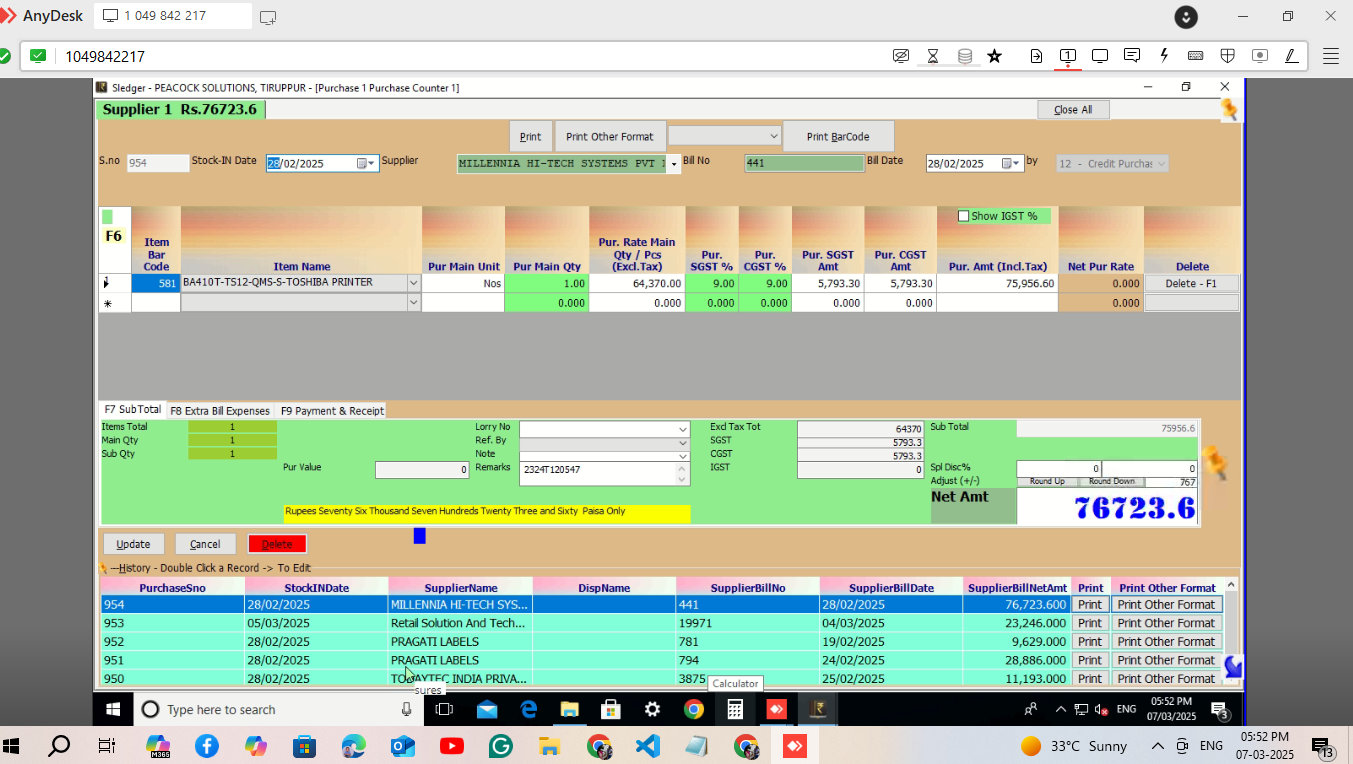 AnyDesk 1 049 842 217
1049842217
Sledger - PEACOCK SOLUTIONS, TIRUPPUR - [Purchase 1 Purchase Counter 1]
Supplier 1 Rs.76723.6 Close All
Print Print Other Format Print BarCode
S.no 954 Stock-IN Date 28/02/2025 Supplier MILLENNIA HI-TECH SYSTEMS PVT Bill No 441 Bill Date 28/02/2025 by 12 - Credit Purchas
Show IGST %
F6 Item Bar Code Item Name Pur Main Unit Pur Main Qty Pur. Rate Main Qty / Pcs (Excl.Tax) Pur. SGST % Pur. CGST % Pur. SGST Amt Pur. CGST Amt Pur. Amt (Incl.Tax) Net Pur Rate Delete
581 BA410T-TS12-QMS-S-TOSHIBA PRINTER Nos 1.00 64,370.00 9.00 9.00 5,793.30 5,793.30 75,956.60 0.000 Delete - F1
0.000 0.000 0.000 0.000 0.000 0.000 0.000
F7 SubTotal F8 Extra Bill Expenses F9 Payment & Receipt
Items Total 1 Lorry No Excl Tax Tot 64370 Sub Total 75956.6
Main Qty 1 Ref. By SGST 5793.3
Sub Qty 1 Note CGST 5793.3
Pur Value 0 Remarks 2324T120547 IGST 0 Spl Disc% 0 0
Adjust (+/-) Round Up Round Down 767
Net Amt 76723.6
Rupees Seventy Six Thousand Seven Hundreds Twenty Three and Sixty Paisa Only
Update Cancel Delete
---History - Double Click a Record -> To Edit
PurchaseSno StockINDate SupplierName DispName SupplierBillNo SupplierBillDate SupplierBillNetAmt Print Print Other Format
954 28/02/2025 MILLENNIA HI-TECH SYS... 441 28/02/2025 76,723.600 Print Print Other Format
953 05/03/2025 Retail Solution And Tech... 19971 04/03/2025 23,246.000 Print Print Other Format
952 28/02/2025 PRAGATI LABELS 781 19/02/2025 9,629.000 Print Print Other Format
951 28/02/2025 PRAGATI LABELS 794 24/02/2025 28,886.000 Print Print Other Format
950 28/02/2025 TODAYTEC INDIA PRIVA... 3875 25/02/2025 11,193.000 Print Print Other Format
sures Calculator
Type here to search ENG 05:52 PM
07/03/2025 3
M365 33°C Sunny ENG 05:52 PM
07-03-2025 13